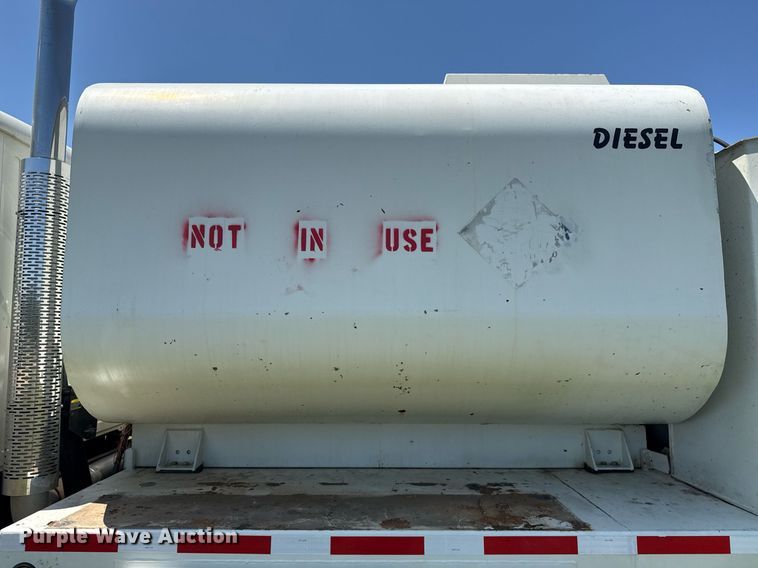 DIESEL
NOT IN USE
Purple Wave Auction